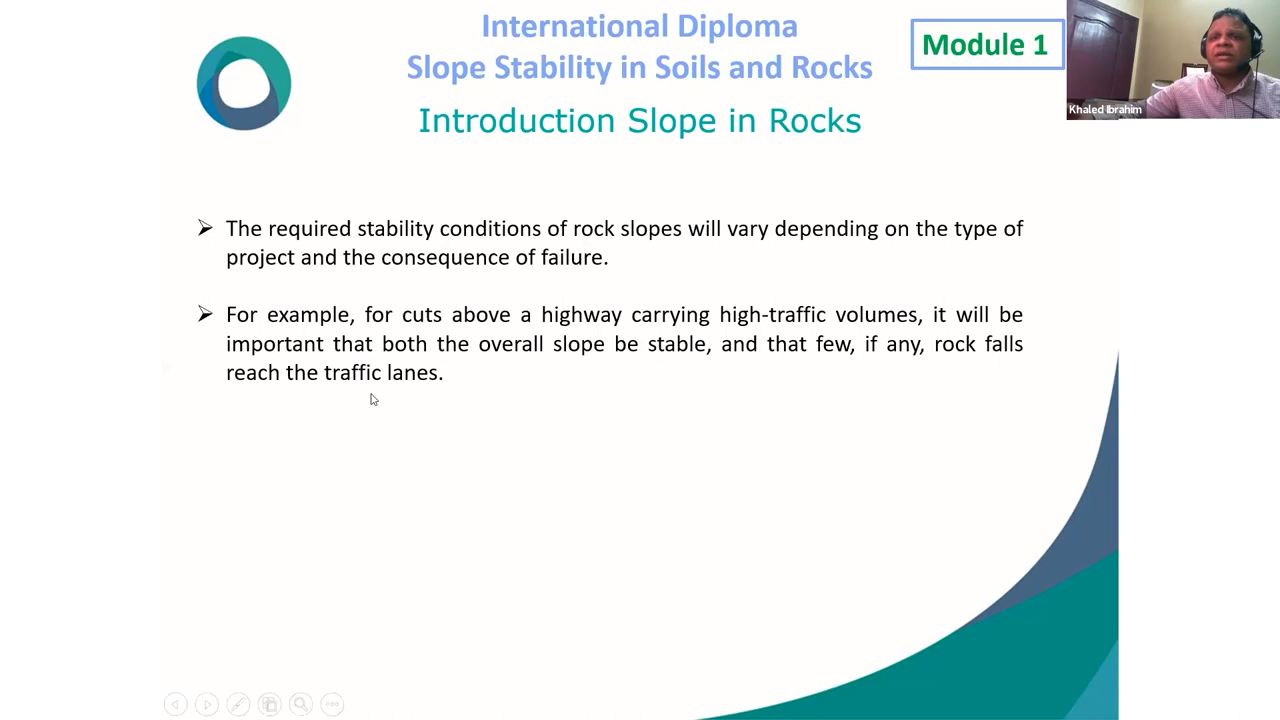 International Diploma
Slope Stability in Soils and Rocks
Module 1
Introduction Slope in Rocks
Khaled Ibrahim
The required stability conditions of rock slopes will vary depending on the type of
project and the consequence of failure.
For example, for cuts above a highway carrying high-traffic volumes, it will be
important that both the overall slope be stable, and that few, if any, rock falls
reach the traffic lanes.